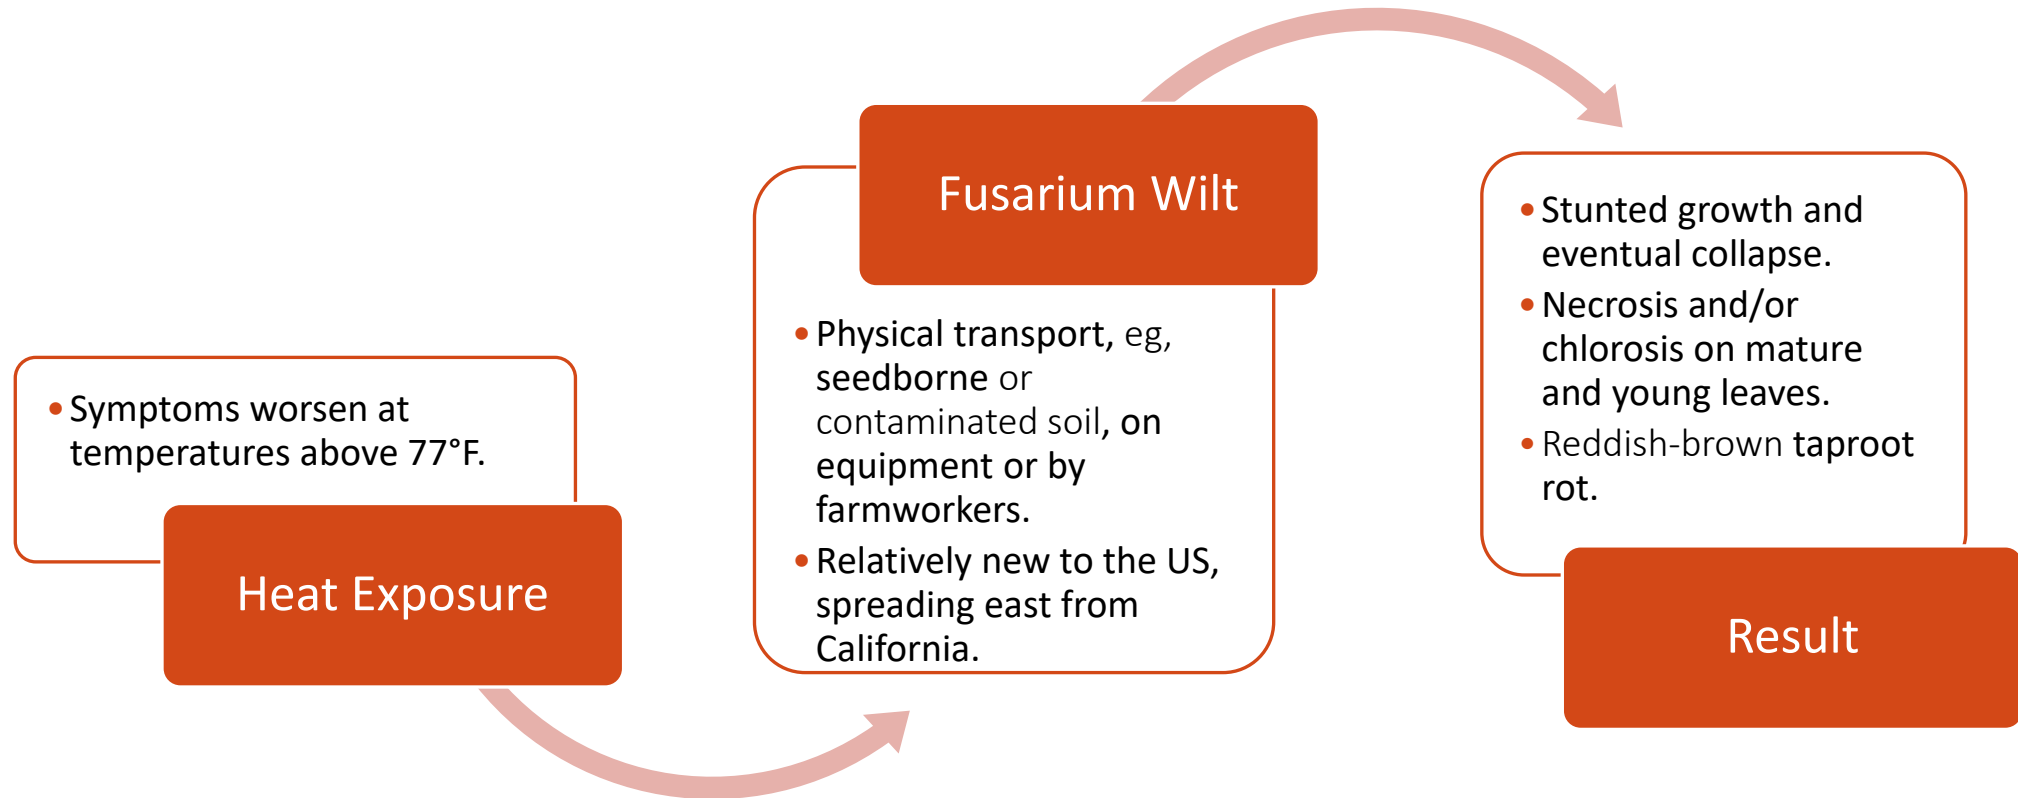 • Symptoms worsen at
temperatures above 77°F.
Heat Exposure
Fusarium Wilt
• Physical transport, eg,
seedborne or
contaminated soil, on
equipment or by
farmworkers.
• Relatively new to the US,
spreading east from
California.
• Stunted growth and
eventual collapse.
• Necrosis and/or
chlorosis on mature
and young leaves.
• Reddish-brown taproot
rot.
Result